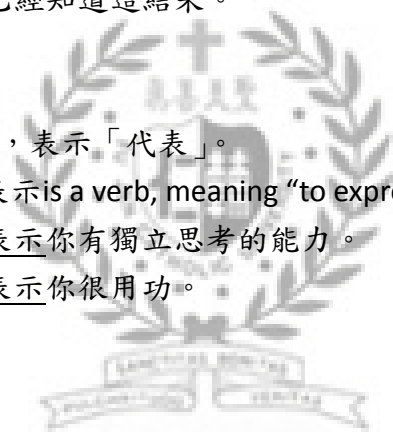 已經知道這結果。
，表示「代表」。
表示is a verb, meaning “to expre
表示你有獨立思考的能力。
表示你很用功。